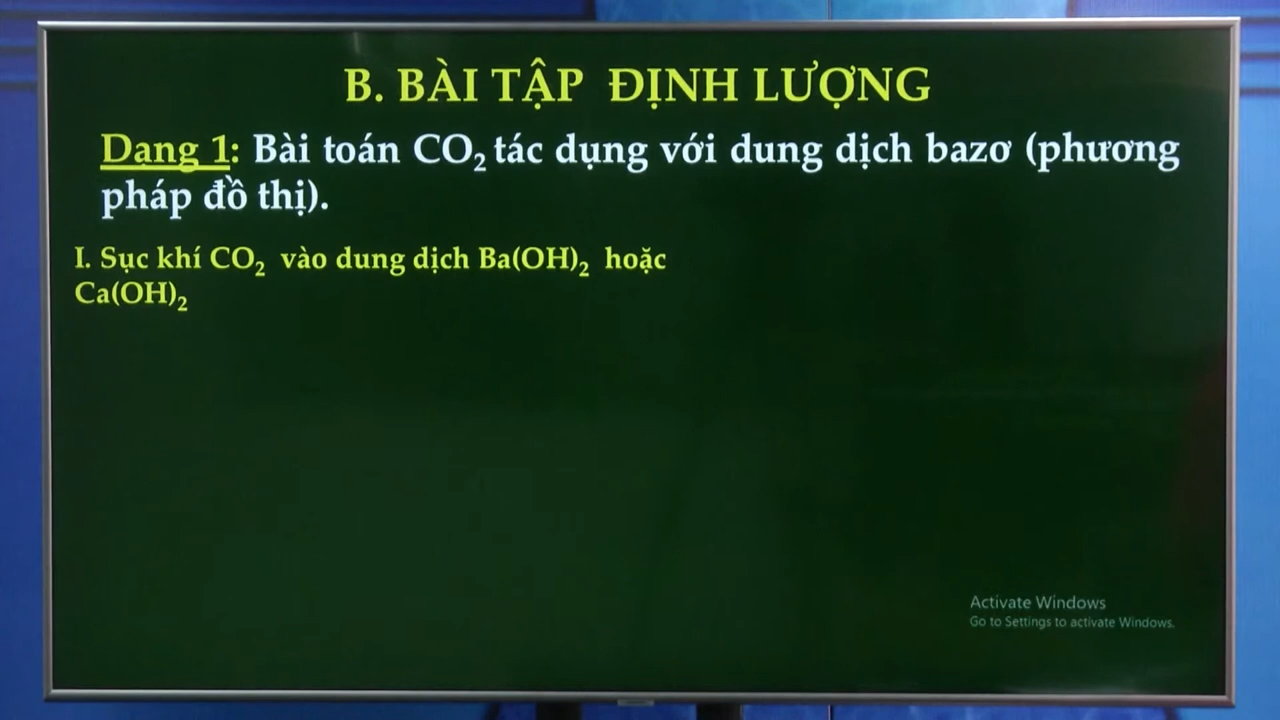 B. BÀI TẬP ĐỊNH LƯỢNG
Dạng 1: Bài toán CO₂ tác dụng với dung dịch bazơ (phương
pháp đồ thị).
I. Sục khí CO₂ vào dung dịch Ba(OH)₂ hoặc
Ca(OH)₂
Activate Windows
Go to Settings to activate Windows.